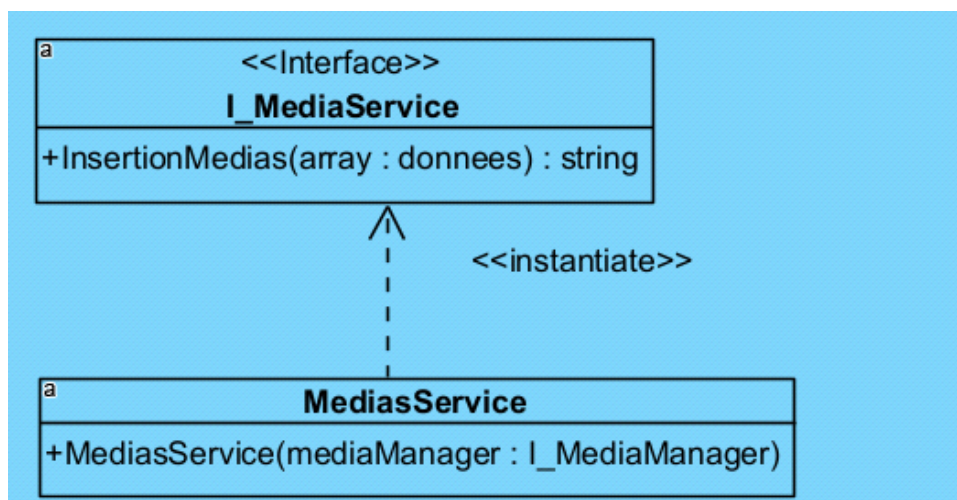 a
<<Interface>>
I_MediaService
+InsertionMedias(array : donnees) : string
<<instantiate>>
a
MediasService
+MediasService(mediaManager : I_MediaManager)